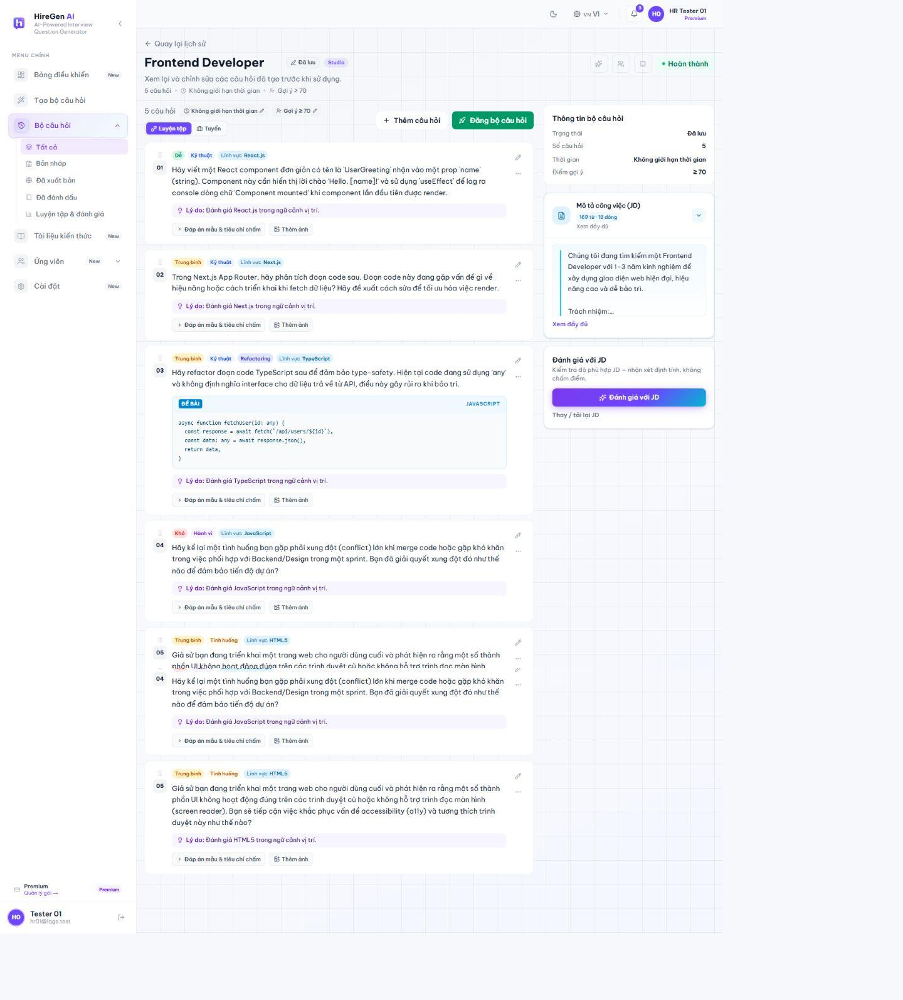 HireGen AI
AI-Powered Interview
Question Generator
MENU CHÍNH
Bảng điều khiển New
Tạo bộ câu hỏi
Bộ câu hỏi
Tất cả
Bản nháp
Đã xuất bản
Đã đánh dấu
Luyện tập & đánh giá
Tài liệu kiến thức New
Ứng viên New
Cài đặt New
Premium
Quản lý gói → Premium
H0 Tester 01
hr01@iqgs.test
VN VI
3
H0 HR Tester 01
Premium
← Quay lại lịch sử
Frontend Developer Đã lưu Studio
Hoàn thành
Xem lại và chỉnh sửa các câu hỏi đã tạo trước khi sử dụng.
5 câu hỏi • Không giới hạn thời gian • Gợi ý ≥ 70
5 câu hỏi Không giới hạn thời gian Gợi ý ≥ 70
Luyện tập Tuyển
+ Thêm câu hỏi Đăng bộ câu hỏi
Dễ Kỹ thuật Lĩnh vực React.js
01
Hãy viết một React component đơn giản có tên là `UserGreeting` nhận vào một prop `name`
(string). Component này cần hiển thị lời chào 'Hello, [name]!' và sử dụng `useEffect` để log ra
console dòng chữ 'Component mounted' khi component lần đầu tiên được render.
Lý do: Đánh giá React.js trong ngữ cảnh vị trí.
Đáp án mẫu & tiêu chí chấm Thêm ảnh
Trung bình Kỹ thuật Lĩnh vực Next.js
02
Trong Next.js App Router, hãy phân tích đoạn code sau. Đoạn code này đang gặp vấn đề gì về
hiệu năng hoặc cách triển khai khi fetch dữ liệu? Hãy đề xuất cách sửa để tối ưu hóa việc render.
Lý do: Đánh giá Next.js trong ngữ cảnh vị trí.
Đáp án mẫu & tiêu chí chấm Thêm ảnh
Trung bình Kỹ thuật Refactoring Lĩnh vực TypeScript
03
Hãy refactor đoạn code TypeScript sau để đảm bảo type-safety. Hiện tại code đang sử dụng 'any'
và không định nghĩa interface cho dữ liệu trả về từ API, điều này gây rủi ro khi bảo trì.
ĐỀ BÀI JAVASCRIPT
async function fetchUser(id: any) {
const response = await fetch(`/api/users/${id}`),
const data: any = await response.json(),
return data,
}
Lý do: Đánh giá TypeScript trong ngữ cảnh vị trí.
Đáp án mẫu & tiêu chí chấm Thêm ảnh
Khó Hành vi Lĩnh vực JavaScript
04
Hãy kể lại một tình huống bạn gặp phải xung đột (conflict) lớn khi merge code hoặc gặp khó khăn
trong việc phối hợp với Backend/Design trong một sprint. Bạn đã giải quyết xung đột đó như thế
nào để đảm bảo tiến độ dự án?
Lý do: Đánh giá JavaScript trong ngữ cảnh vị trí.
Đáp án mẫu & tiêu chí chấm Thêm ảnh
Trung bình Tình huống Lĩnh vực HTML5
05
Giả sử bạn đang triển khai một trang web cho người dùng cuối và phát hiện ra rằng một số thành
phần UI không hoạt động đúng trên các trình duyệt cũ hoặc không hỗ trợ trình đọc màn hình
04
Hãy kể lại một tình huống bạn gặp phải xung đột (conflict) lớn khi merge code hoặc gặp khó khăn
trong việc phối hợp với Backend/Design trong một sprint. Bạn đã giải quyết xung đột đó như thế
nào để đảm bảo tiến độ dự án?
Lý do: Đánh giá JavaScript trong ngữ cảnh vị trí.
Đáp án mẫu & tiêu chí chấm Thêm ảnh
Trung bình Tình huống Lĩnh vực HTML5
05
Giả sử bạn đang triển khai một trang web cho người dùng cuối và phát hiện ra rằng một số thành
phần UI không hoạt động đúng trên các trình duyệt cũ hoặc không hỗ trợ trình đọc màn hình
(screen reader). Bạn sẽ tiếp cận việc khắc phục vấn đề accessibility (a11y) và tương thích trình
duyệt này như thế nào?
Lý do: Đánh giá HTML5 trong ngữ cảnh vị trí.
Đáp án mẫu & tiêu chí chấm Thêm ảnh
Thông tin bộ câu hỏi
Trạng thái Đã lưu
Số câu hỏi 5
Thời gian Không giới hạn thời gian
Điểm gợi ý ≥ 70
Mô tả công việc (JD)
169 từ · 18 dòng
Xem đầy đủ
Chúng tôi đang tìm kiếm một Frontend
Developer với 1–3 năm kinh nghiệm để
xây dựng giao diện web hiện đại, hiệu
năng cao và dễ bảo trì.
Trách nhiệm:...
Xem đầy đủ
Đánh giá với JD
Kiểm tra độ phù hợp JD — nhận xét định tính, không
chấm điểm.
Đánh giá với JD
Thay / tải lại JD